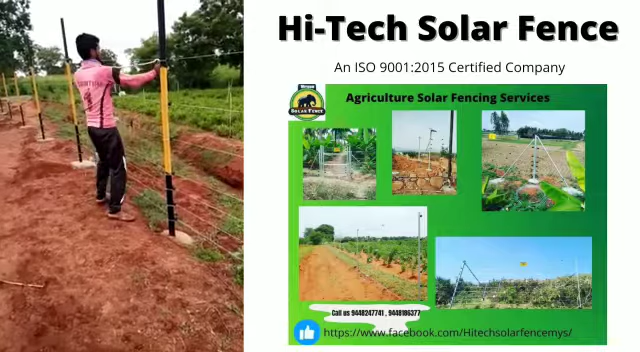 Hi-Tech Solar Fence
An ISO 9001:2015 Certified Company
SOLAR FENCE
Agriculture Solar Fencing Services
Call us 9448247741 , 9448186377
https://www.facebook.com/Hitechsolarfencemys/